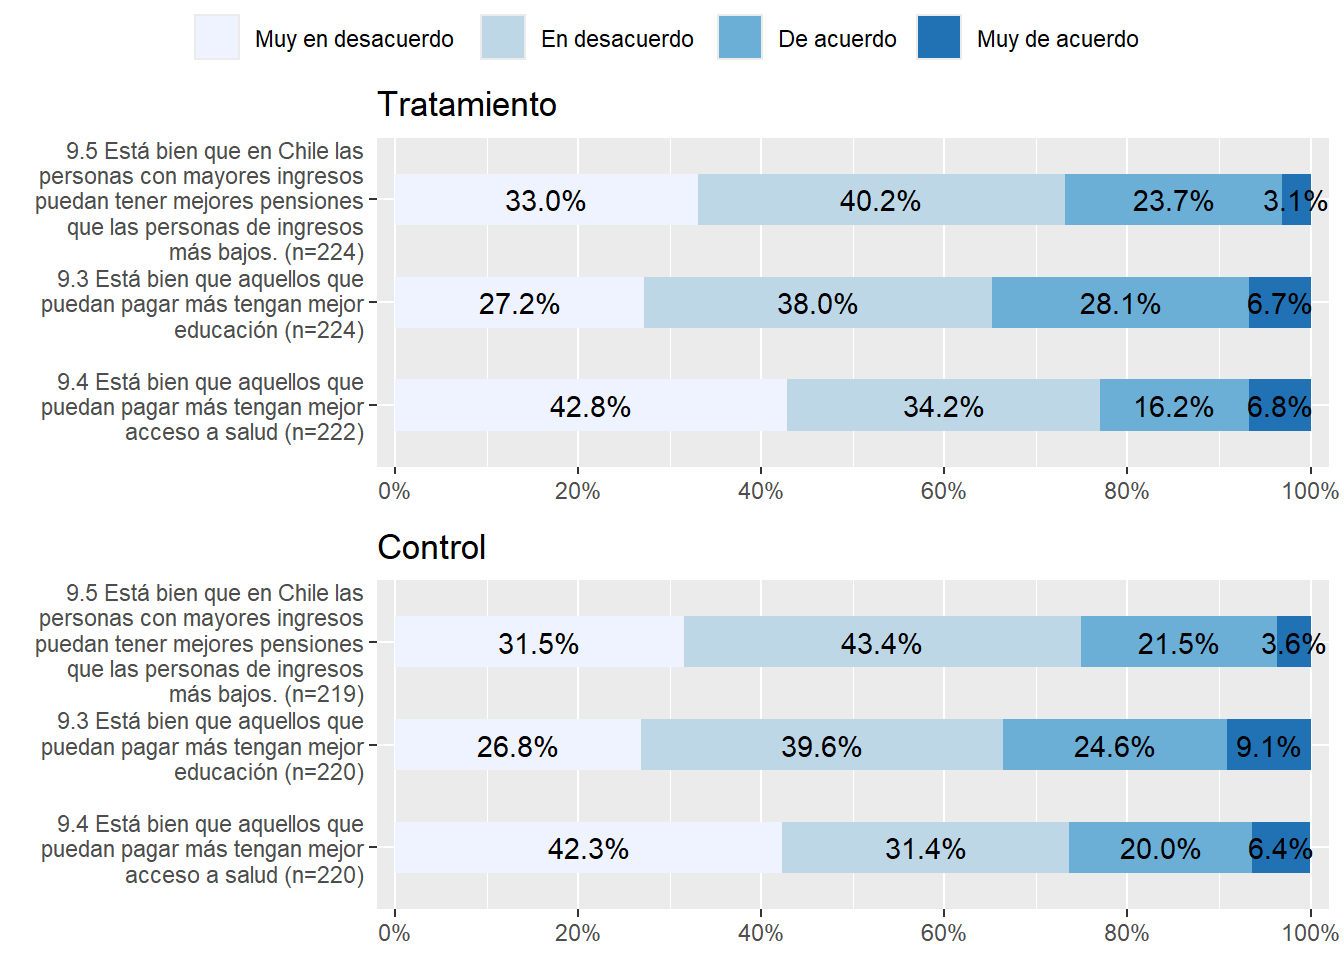 Muy en desacuerdo En desacuerdo De acuerdo Muy de acuerdo
Tratamiento
9.5 Está bien que en Chile las
personas con mayores ingresos
puedan tener mejores pensiones
que las personas de ingresos
más bajos. (n=224)
33.0% 40.2% 23.7% 3.1%
9.3 Está bien que aquellos que
puedan pagar más tengan mejor
educación (n=224)
27.2% 38.0% 28.1% 6.7%
9.4 Está bien que aquellos que
puedan pagar más tengan mejor
acceso a salud (n=222)
42.8% 34.2% 16.2% 6.8%
0% 20% 40% 60% 80% 100%
Control
9.5 Está bien que en Chile las
personas con mayores ingresos
puedan tener mejores pensiones
que las personas de ingresos
más bajos. (n=219)
31.5% 43.4% 21.5% 3.6%
9.3 Está bien que aquellos que
puedan pagar más tengan mejor
educación (n=220)
26.8% 39.6% 24.6% 9.1%
9.4 Está bien que aquellos que
puedan pagar más tengan mejor
acceso a salud (n=220)
42.3% 31.4% 20.0% 6.4%
0% 20% 40% 60% 80% 100%